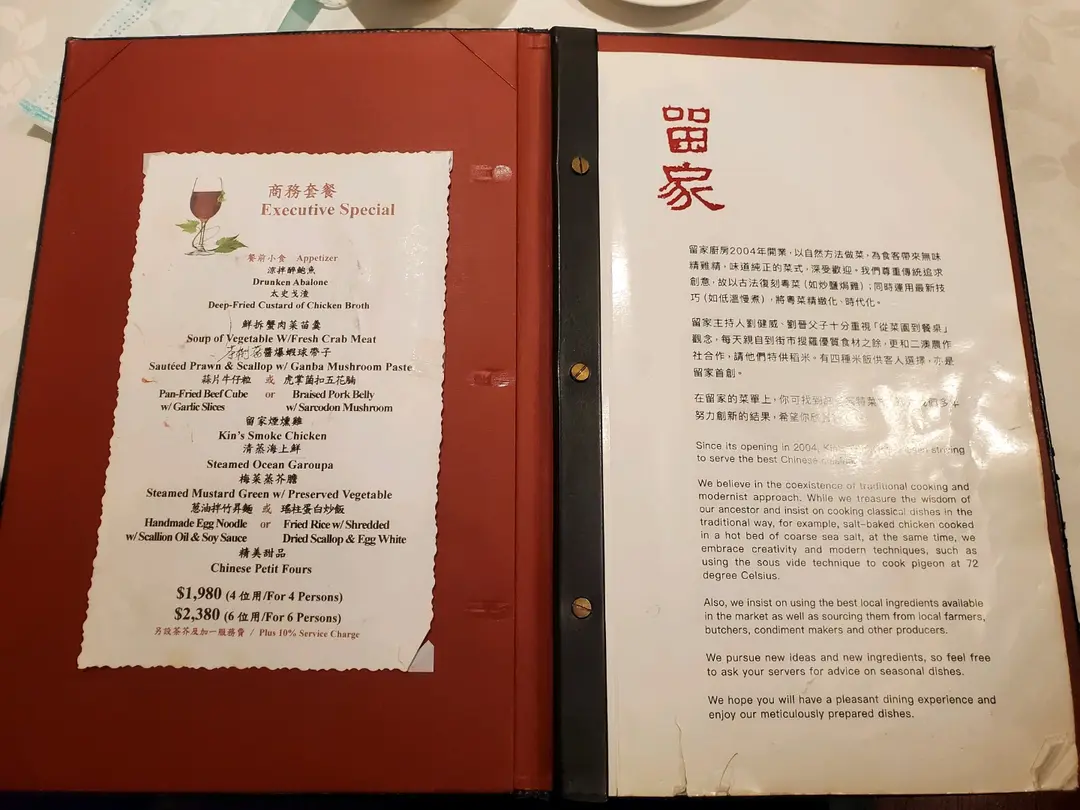 商務套餐
Executive Special
餐前小食 Appetizer
涼拌醉鮑魚
Drunken Abalone
太史戈渣
Deep-Fried Custard of Chicken Broth
鮮拆蟹肉菜苗羹
Soup of Vegetable W/Fresh Crab Meat
醬爆蝦球帶子
Sautéed Prawn & Scallop w/ Ganba Mushroom Paste
蒜片牛仔粒 或 虎掌菌扣五花腩
Pan-Fried Beef Cube or Braised Pork Belly
w/ Garlic Slices w/ Sarcodon Mushroom
留家煙燻雞
Kin's Smoke Chicken
清蒸海上鮮
Steamed Ocean Garoupa
梅菜蒸芥膽
Steamed Mustard Green w/ Preserved Vegetable
蔥油拌竹昇麵 或 瑤柱蛋白炒飯
Handmade Egg Noodle or Fried Rice w/ Shredded
w/ Scallion Oil & Soy Sauce Dried Scallop & Egg White
精美甜品
Chinese Petit Fours
$1,980 (4 位用/For 4 Persons)
$2,380 (6 位用/For 6 Persons)
另設茶芥及加一服務費 / Plus 10% Service Charge
留家
留家廚房2004年開業，以自然方法做菜，為食客帶來無味
精雞精，味道純正的菜式，深受歡迎。我們尊重傳統追求
創意，故以古法復刻粵菜（如炒鹽焗雞）；同時運用最新技
巧（如低溫慢煮），將粵菜精緻化、時代化。
留家主持人劉健威、劉晉父子十分重視「從菜園到餐桌」
觀念，每天親自到街市搜羅優質食材之餘，更和二澳農作
社合作，請他們特供稻米。有四種米飯供客人選擇，亦是
留家首創。
在留家的菜單上，你可找到
努力創新的結果，希望你
Since its opening in 2004, striving
to serve the best Chinese
We believe in the coexistence of traditional cooking and
modernist approach. While we treasure the wisdom of
our ancestor and insist on cooking classical dishes in the
traditional way, for example, salt-baked chicken cooked
in a hot bed of coarse sea salt, at the same time, we
embrace creativity and modern techniques, such as
using the sous vide technique to cook pigeon at 72
degree Celsius.
Also, we insist on using the best local ingredients available
in the market as well as sourcing them from local farmers,
butchers, condiment makers and other producers.
We pursue new ideas and new ingredients, so feel free
to ask your servers for advice on seasonal dishes.
We hope you will have a pleasant dining experience and
enjoy our meticulously prepared dishes.